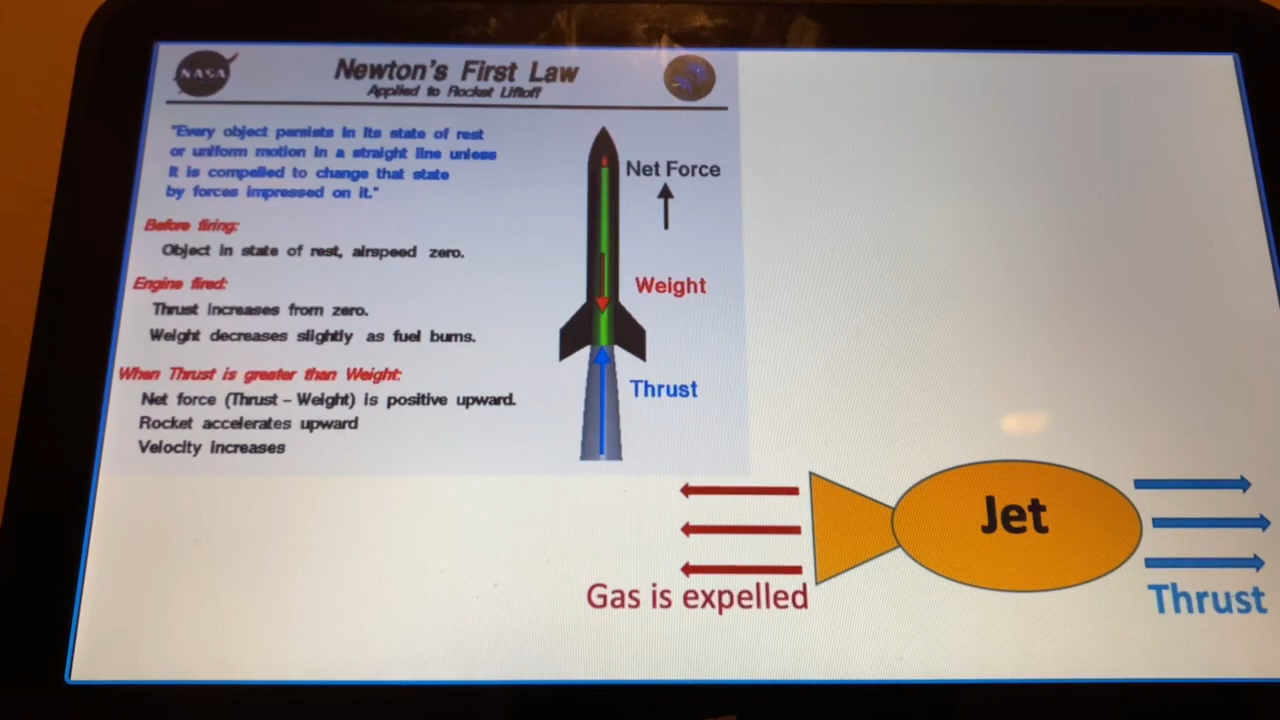 NASA
Newton's First Law
Applied to Rocket Liftoff
"Every object persists in its state of rest
or uniform motion in a straight line unless
it is compelled to change that state
by forces impressed on it."
Before firing:
Object in state of rest, airspeed zero.
Engine fired:
Thrust increases from zero.
Weight decreases slightly as fuel burns.
When Thrust is greater than Weight:
Net force (Thrust – Weight) is positive upward.
Rocket accelerates upward
Velocity increases
Net Force
Weight
Thrust
Jet
Gas is expelled
Thrust